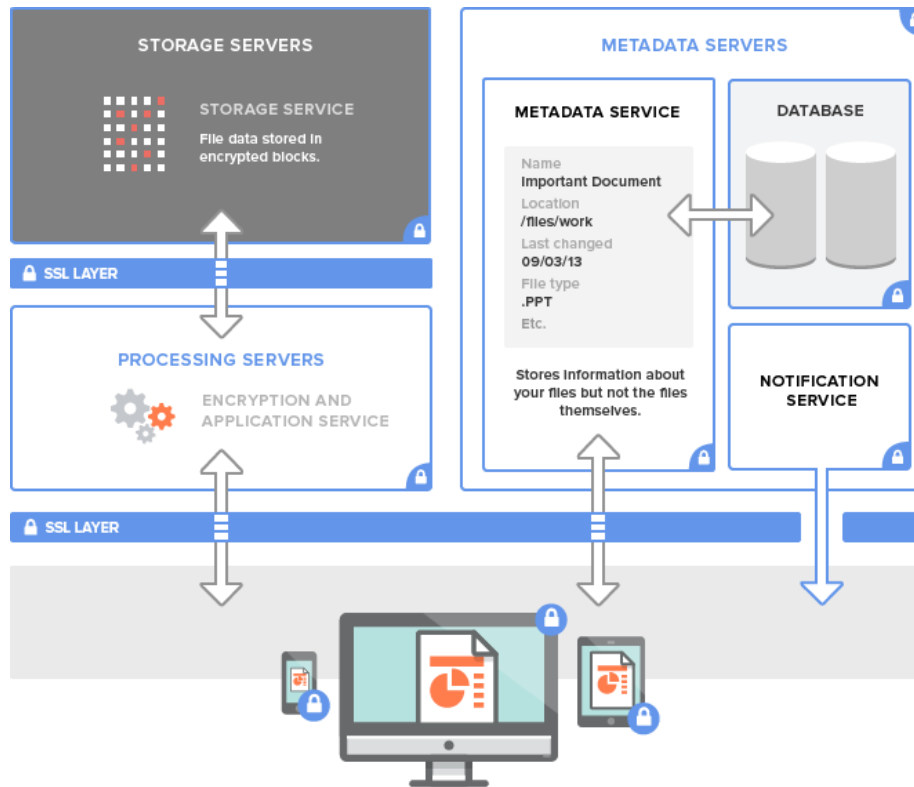 STORAGE SERVERS
STORAGE SERVICE
File data stored in
encrypted blocks.
SSL LAYER
PROCESSING SERVERS
ENCRYPTION AND
APPLICATION SERVICE
METADATA SERVERS
METADATA SERVICE
Name
Important Document
Location
/files/work
Last changed
09/03/13
File type
.PPT
Etc.
Stores information about
your files but not the files
themselves.
DATABASE
NOTIFICATION
SERVICE
SSL LAYER